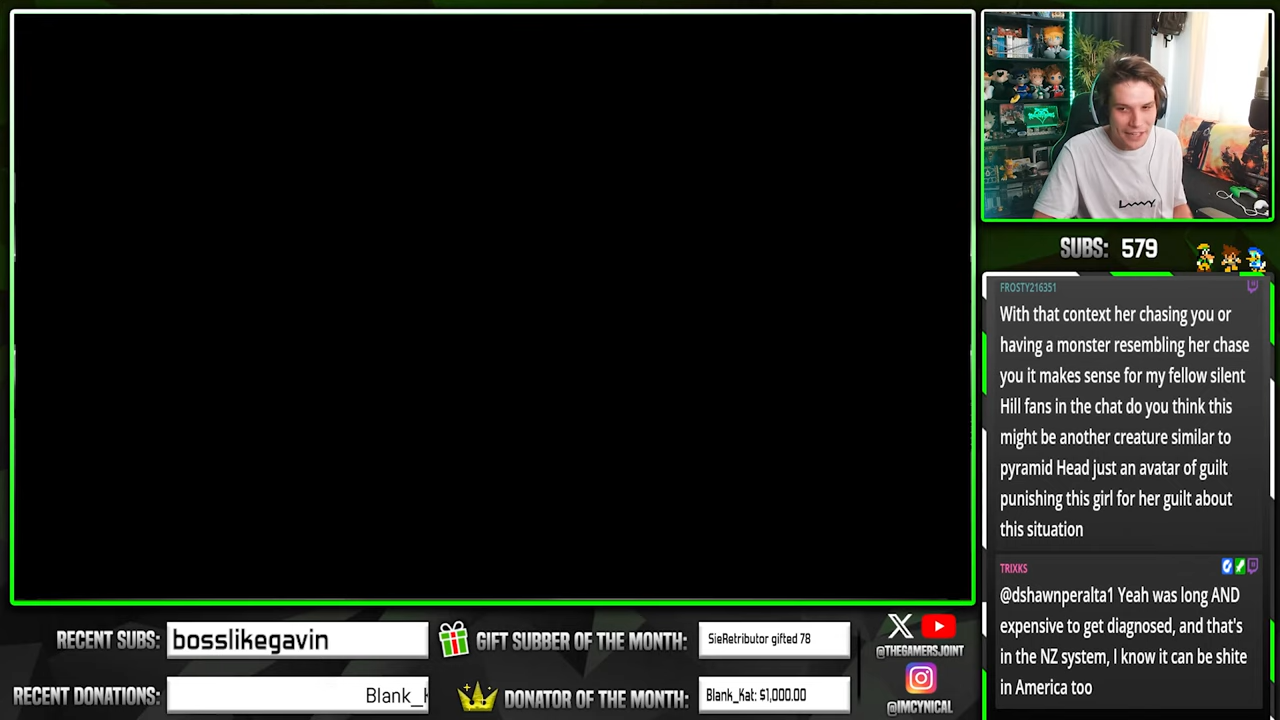 SUBS: 579
FROSTY216351
With that context her chasing you or
having a monster resembling her chase
you it makes sense for my fellow silent
Hill fans in the chat do you think this
might be another creature similar to
pyramid Head just an avatar of guilt
punishing this girl for her guilt about
this situation
TRIXKS
@dshawnperalta1 Yeah was long AND
expensive to get diagnosed, and that's
in the NZ system, I know it can be shite
in America too
RECENT SUBS: bosslikegavin
GIFT SUBBER OF THE MONTH: SieRetributor gifted 78
@THEGAMERSJOINT
RECENT DONATIONS: Blank_
DONATOR OF THE MONTH: Blank_Kat: $1,000.00
@IMCYNICAL